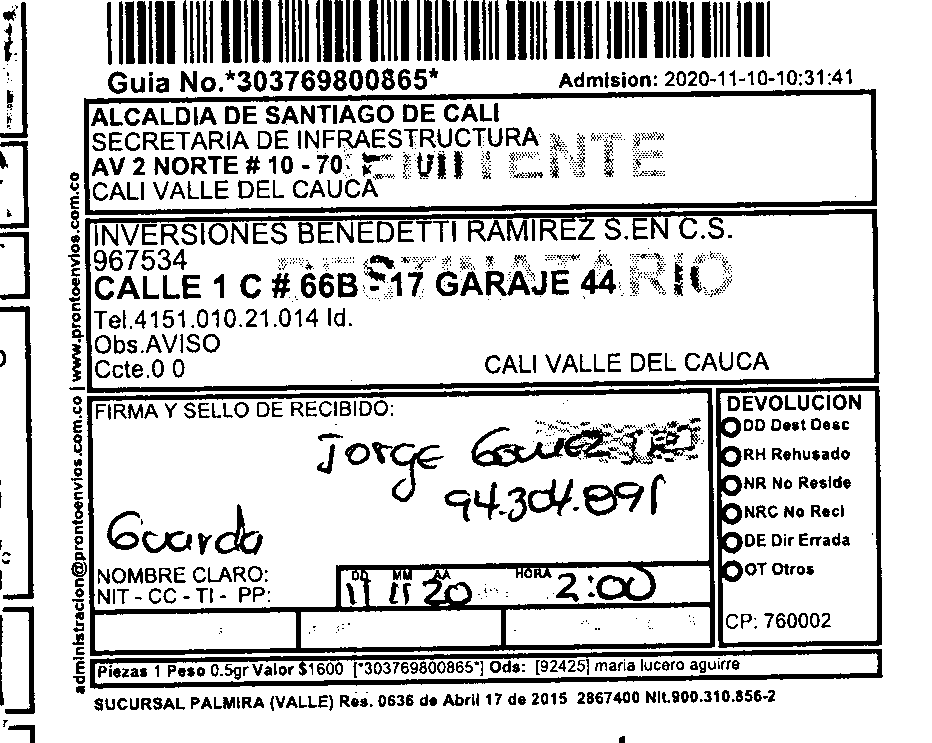 Guia No.*303769800865*
Admision: 2020-11-10-10:31:41
ALCALDIA DE SANTIAGO DE CALI
SECRETARIA DE INFRAESTRUCTURA
AV 2 NORTE # 10 - 70
CALI VALLE DEL CAUCA
INVERSIONES BENEDETTI RAMIREZ S.EN C.S.
967534
DESTINATARIO
CALLE 1 C # 66B - 17 GARAJE 44
Tel.4151.010.21.014 Id.
Obs.AVISO
Ccte.0 0
CALI VALLE DEL CAUCA
administracion@prontoenvios.com.co | www.prontoenvios.com.co
FIRMA Y SELLO DE RECIBIDO:
Jorge Gomez
94.304.891
Guarda
NOMBRE CLARO:
NIT - CC - TI - PP:
DD MM AA HORA
11 11 20 2:00
DEVOLUCION
DD Dest Desc
RH Rehusado
NR No Reside
NRC No Reci
DE Dir Errada
OT Otros
CP: 760002
Piezas 1 Peso 0.5gr Valor $1600 [*303769800865*] Ods: [92425] maria lucero aguirre
SUCURSAL PALMIRA (VALLE) Res. 0636 de Abril 17 de 2015 2867400 Nit.900.310.856-2